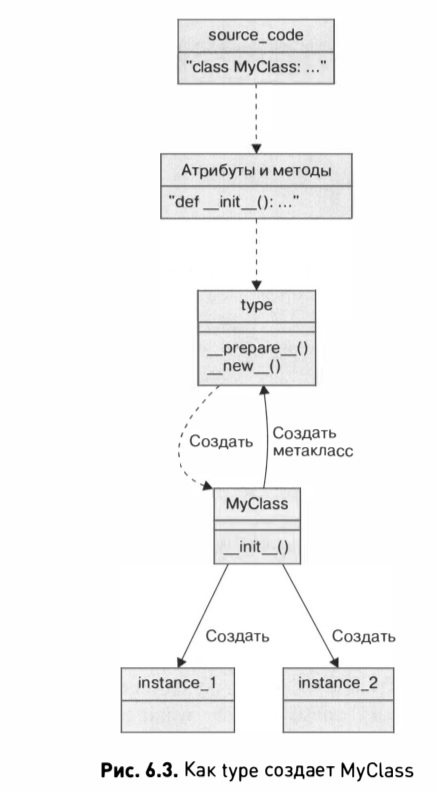 source_code
"class MyClass: ..."
Атрибуты и методы
"def __init__(): ..."
type
__prepare__()
__new__()
Создать
Создать
метакласс
MyClass
__init__()
Создать
Создать
instance_1
instance_2
Рис. 6.3. Как type создает MyClass